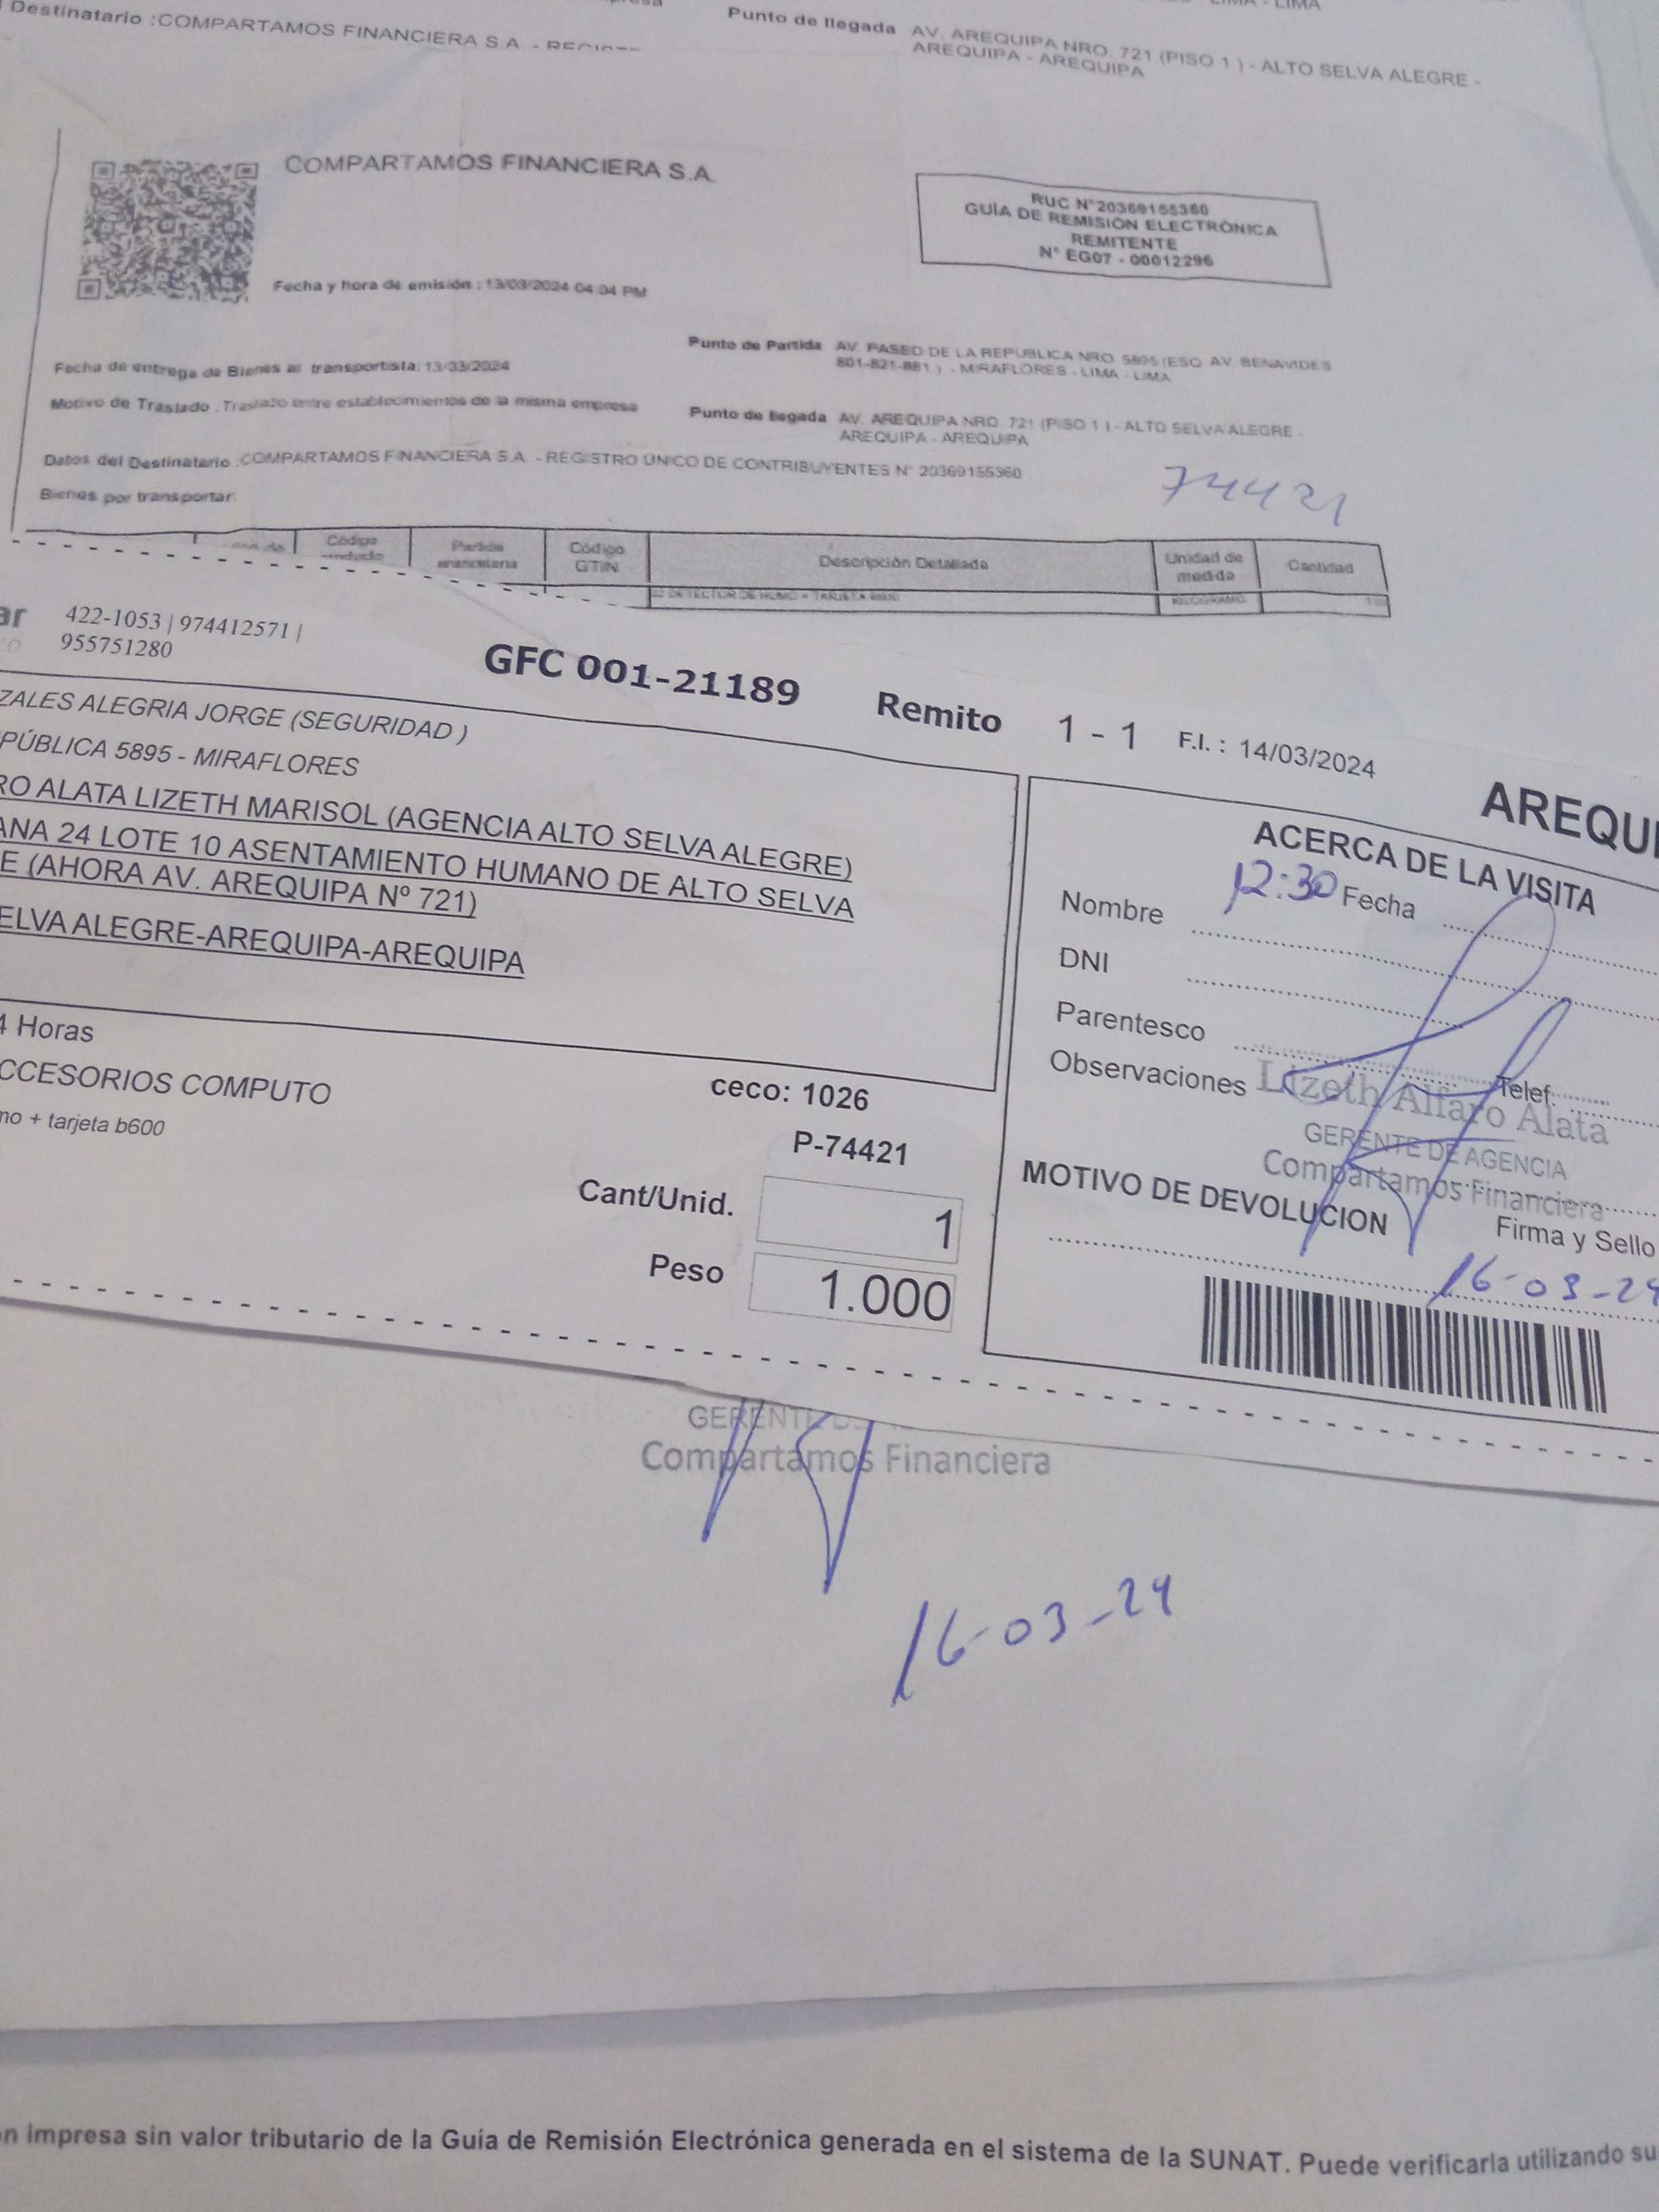 Destinatario :COMPARTAMOS FINANCIERA S.A. -
Punto de llegada AV. AREQUIPA NRO. 721 (PISO 1 ) - ALTO SELVA ALEGRE -
AREQUIPA - AREQUIPA
COMPARTAMOS FINANCIERA S.A.
RUC N°20369155360
GUÍA DE REMISIÓN ELECTRÓNICA
REMITENTE
N° EG07 - 00012296
Fecha y hora de emisión : 13/03/2024 04:04 PM
Punto de Partida AV. PASEO DE LA REPUBLICA NRO. 5895 (ESQ. AV. BENAVIDES
801-821-881 ) - MIRAFLORES - LIMA - LIMA
Fecha de entrega de Bienes al transportista: 13/03/2024
Motivo de Traslado :Traslado entre establecimientos de la misma empresa
Punto de llegada AV. AREQUIPA NRO. 721 (PISO 1 ) - ALTO SELVA ALEGRE -
AREQUIPA - AREQUIPA
Datos del Destinatario :COMPARTAMOS FINANCIERA S.A. - REGISTRO UNICO DE CONTRIBUYENTES N° 20369155360
74421
Bienes por transportar:
Código
Partida
Código GTIN
Descripción Detallada
Unidad de medida
Cantidad
DETECTOR DE HUMO + TARJETA B600
KILOGRAMO
422-1053 | 974412571 |
955751280
GFC 001-21189 Remito 1 - 1 F.I. : 14/03/2024
ZALES ALEGRIA JORGE (SEGURIDAD )
PÚBLICA 5895 - MIRAFLORES
RO ALATA LIZETH MARISOL (AGENCIA ALTO SELVA ALEGRE)
ANA 24 LOTE 10 ASENTAMIENTO HUMANO DE ALTO SELVA
E (AHORA AV. AREQUIPA Nº 721)
ELVA ALEGRE-AREQUIPA-AREQUIPA
4 Horas
CCESORIOS COMPUTO
mo + tarjeta b600
ceco: 1026
P-74421
Cant/Unid. 1
Peso 1.000
AREQUI
ACERCA DE LA VISITA
12:30 Fecha
Nombre
DNI
Parentesco
Telef.
Observaciones
Lizeth Alfaro Alata
GERENTE DE AGENCIA
Compartamos Financiera
MOTIVO DE DEVOLUCION
Firma y Sello
16-03-24
GERENTE
Compartamos Financiera
16-03-24
n impresa sin valor tributario de la Guía de Remisión Electrónica generada en el sistema de la SUNAT. Puede verificarla utilizando su